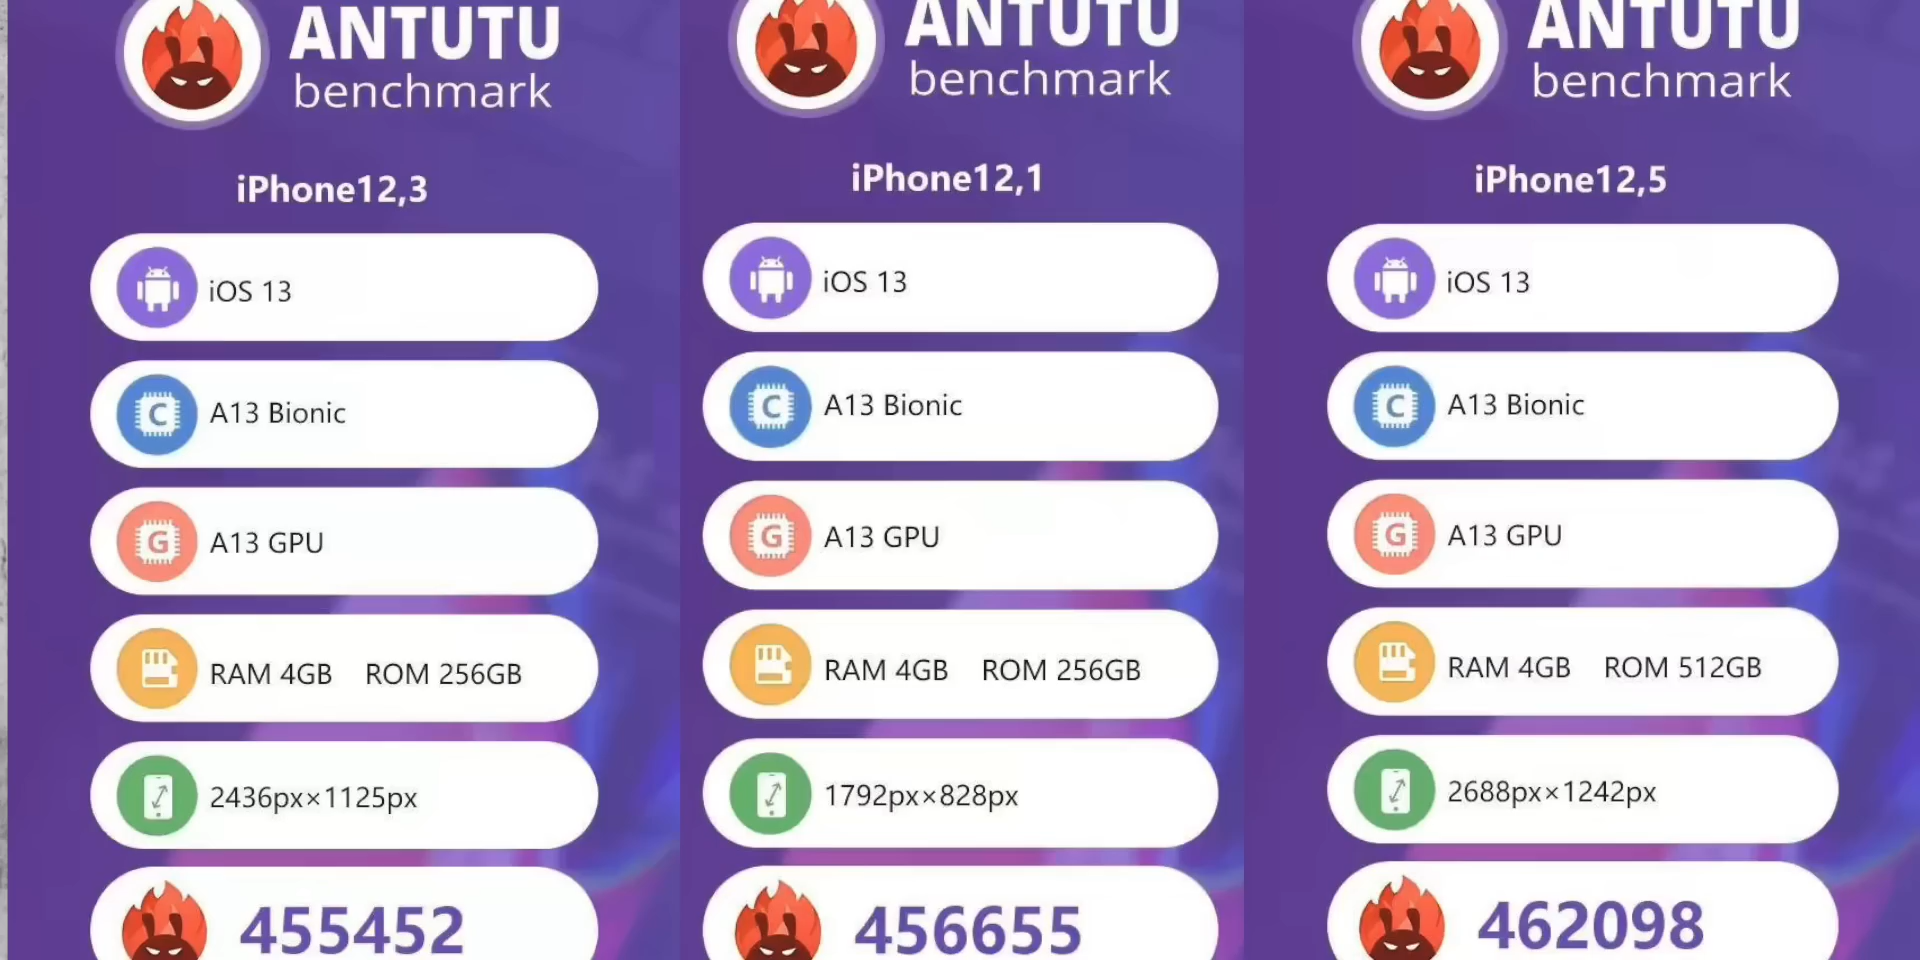 ANTUTU
benchmark
iPhone12,3
iOS 13
C A13 Bionic
G A13 GPU
RAM 4GB ROM 256GB
2436px×1125px
455452
ANTUTU
benchmark
iPhone12,1
iOS 13
C A13 Bionic
G A13 GPU
RAM 4GB ROM 256GB
1792px×828px
456655
ANTUTU
benchmark
iPhone12,5
iOS 13
C A13 Bionic
G A13 GPU
RAM 4GB ROM 512GB
2688px×1242px
462098